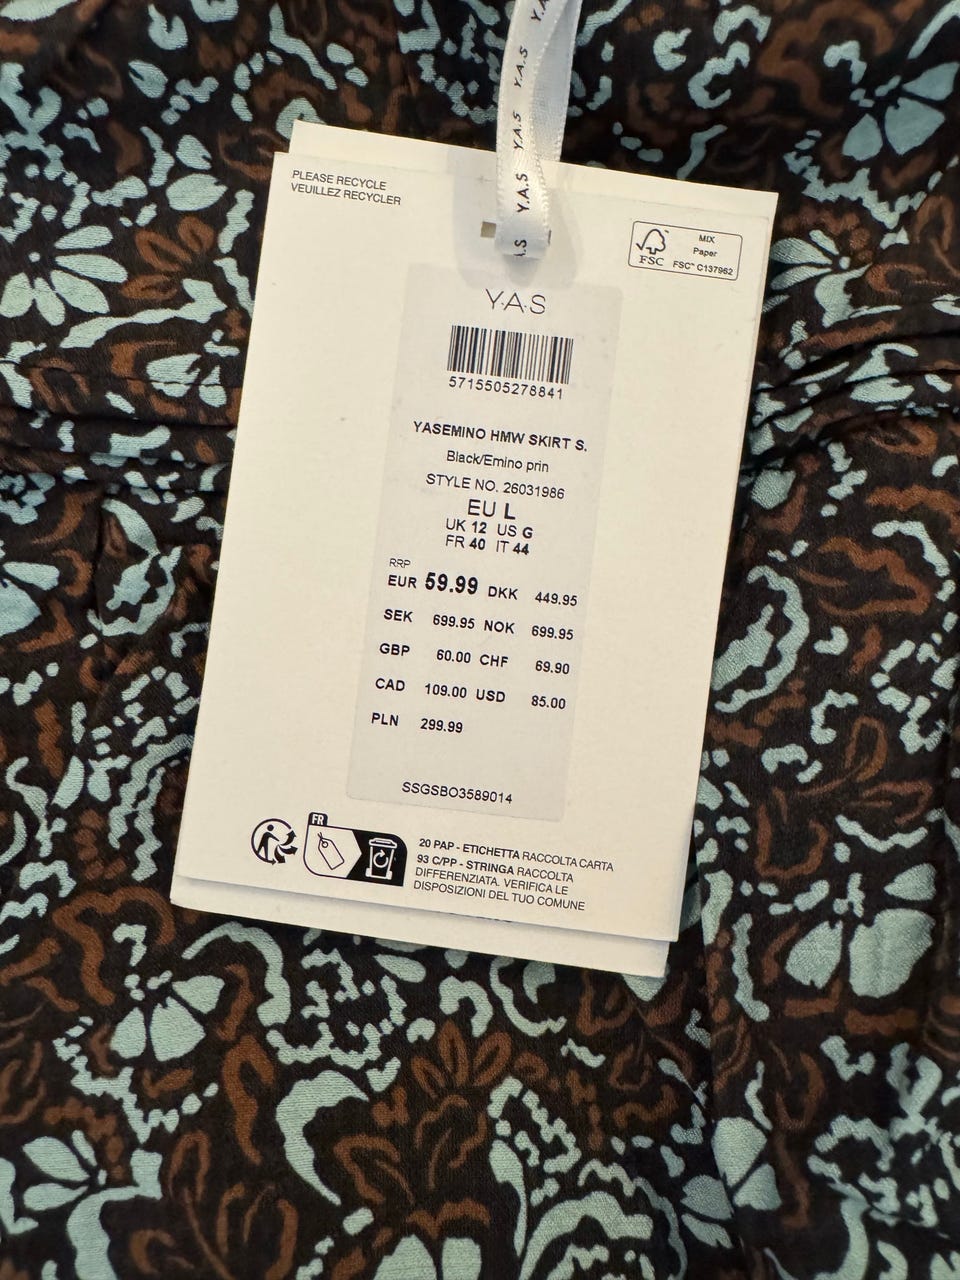 Y.A.S
Y.A.S
Y.A.S
Y.A.S
PLEASE RECYCLE
VEUILLEZ RECYCLER
FSC
MIX
Paper
FSC™ C137962
Y.A.S
5715505278841
YASEMINO HMW SKIRT S.
Black/Emino prin
STYLE NO. 26031986
EU L
UK 12 US G
FR 40 IT 44
RRP
EUR 59.99 DKK 449.95
SEK 699.95 NOK 699.95
GBP 60.00 CHF 69.90
CAD 109.00 USD 85.00
PLN 299.99
SSGSBO3589014
FR
20 PAP - ETICHETTA RACCOLTA CARTA
93 C/PP - STRINGA RACCOLTA
DIFFERENZIATA. VERIFICA LE
DISPOSIZIONI DEL TUO COMUNE